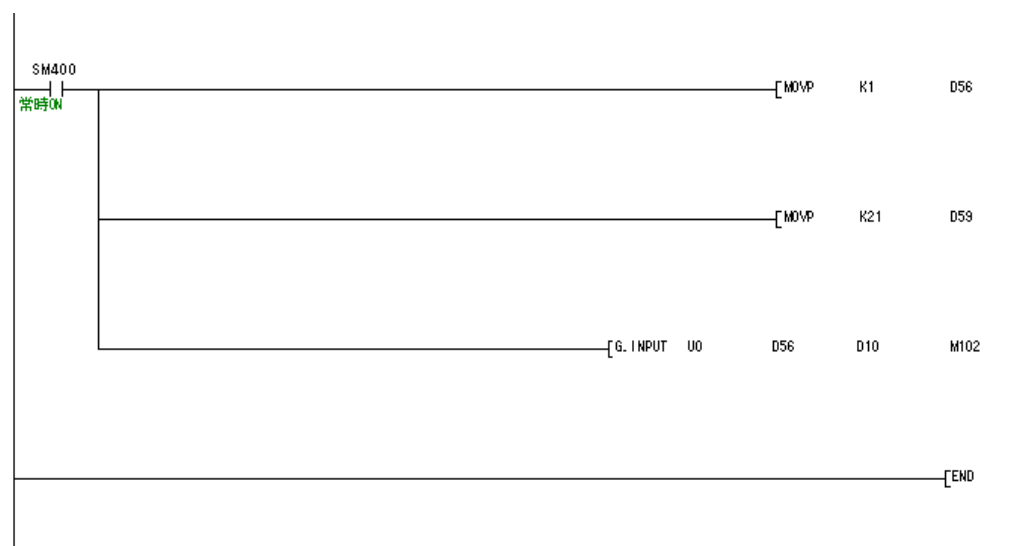 SM400
常時ON
MOVP K1 D56
MOVP K21 D59
G.INPUT U0 D56 D10 M102
END